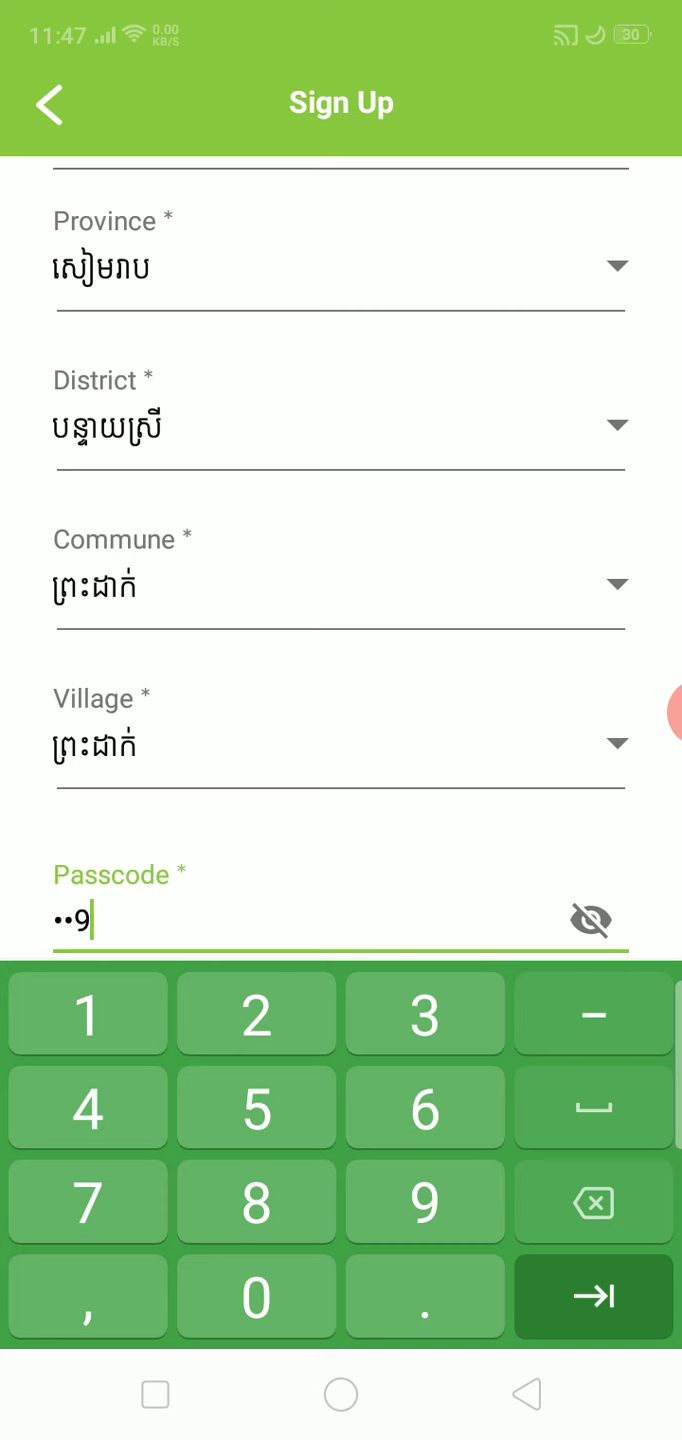 11:47 0.00 KB/S 30
Sign Up
Province *
សៀមរាប
District *
បន្ទាយស្រី
Commune *
ព្រះដាក់
Village *
ព្រះដាក់
Passcode *
••9
1 2 3 –
4 5 6
7 8 9
, 0 .